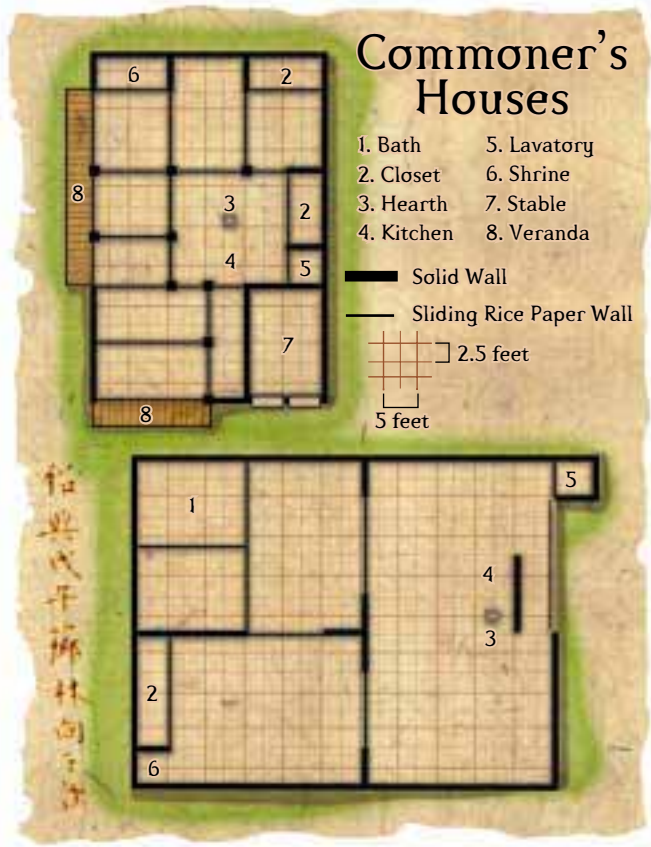 Commoner's
Houses
1. Bath
2. Closet
3. Hearth
4. Kitchen
5. Lavatory
6. Shrine
7. Stable
8. Veranda
Solid Wall
Sliding Rice Paper Wall
2.5 feet
5 feet
6
2
8
3
2
4
5
7
8
5
1
4
3
2
6